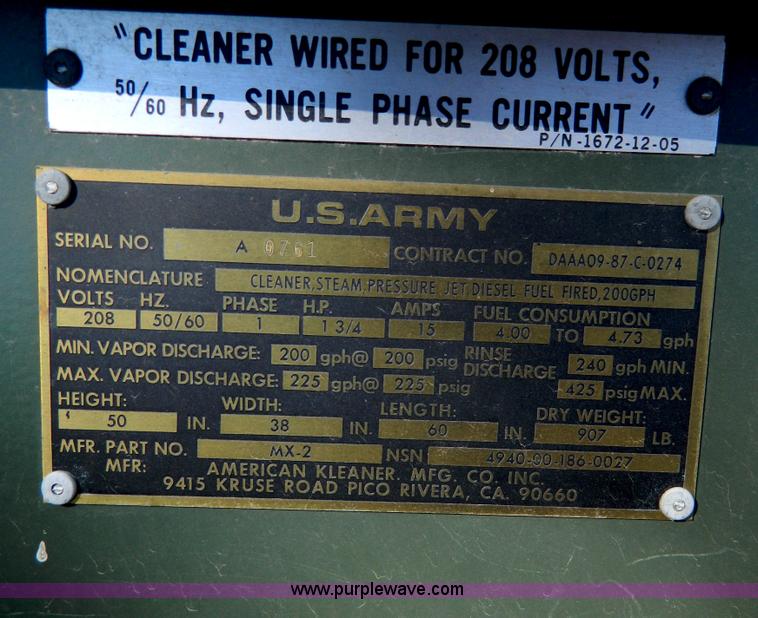 "CLEANER WIRED FOR 208 VOLTS,
50/60 Hz, SINGLE PHASE CURRENT"
P/N-1672-12-05
U.S.ARMY
SERIAL NO. A 0761 CONTRACT NO. DAAA09-87-C-0274
NOMENCLATURE CLEANER,STEAM,PRESSURE JET,DIESEL FUEL FIRED,200GPH
VOLTS HZ. PHASE H.P. AMPS FUEL CONSUMPTION
208 50/60 1 1 3/4 15 4.00 TO 4.73 gph
MIN. VAPOR DISCHARGE: 200 gph@ 200 psig RINSE DISCHARGE 240 gph MIN.
MAX. VAPOR DISCHARGE: 225 gph@ 225 psig 425 psig MAX.
HEIGHT: WIDTH: LENGTH: DRY WEIGHT:
50 IN. 38 IN. 60 IN. 907 LB.
MFR. PART NO. MX-2 NSN 4940-00-186-0027
MFR: AMERICAN KLEANER. MFG. CO. INC.
9415 KRUSE ROAD PICO RIVERA, CA. 90660
www.purplewave.com